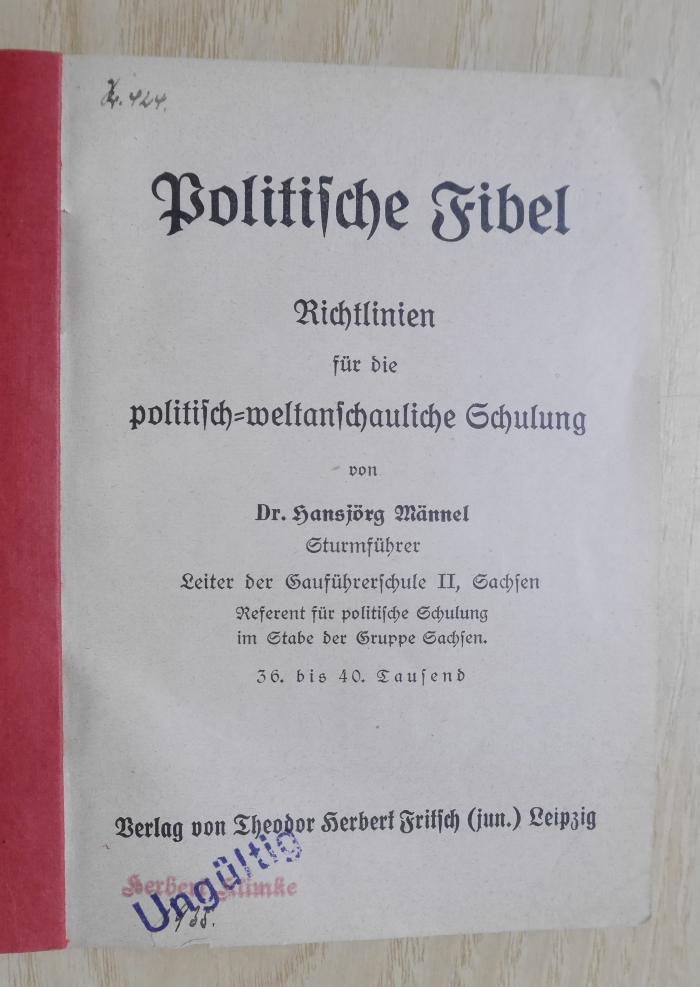 Politische Fibel
Richtlinien
für die
politisch=weltanschauliche Schulung
von
Dr. Hansjörg Männel
Sturmführer
Leiter der Gauführerschule II, Sachsen
Referent für politische Schulung
im Stabe der Gruppe Sachsen.
36. bis 40. Tausend
Verlag von Theodor Herbert Fritsch (jun.) Leipzig
Herbert
Ungültig